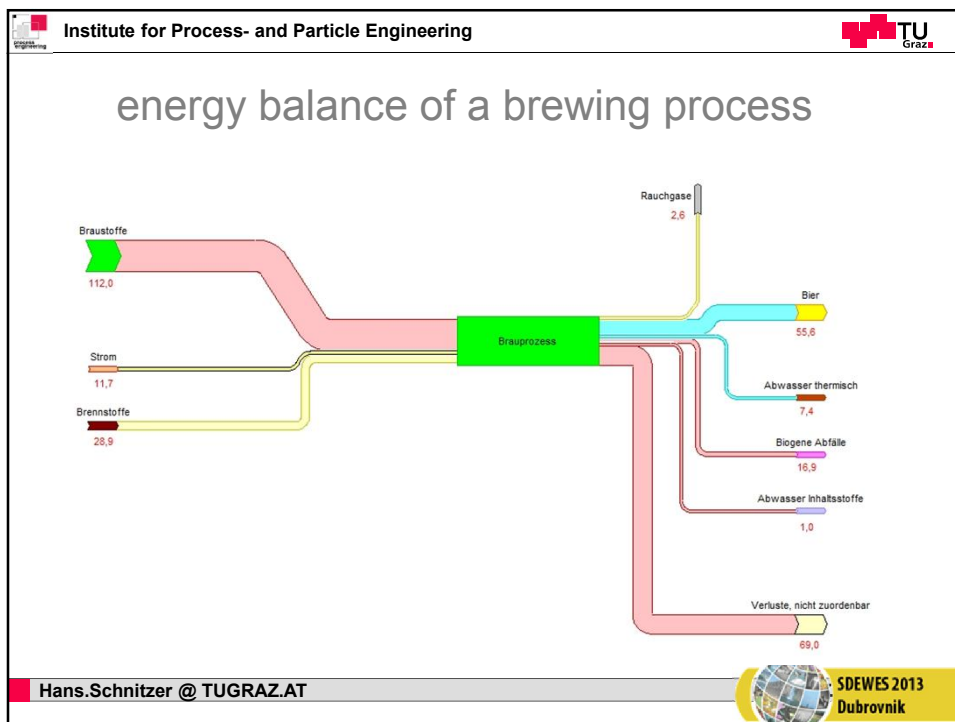 process
engineering
Institute for Process- and Particle Engineering
TU
Graz
energy balance of a brewing process
Rauchgase
2,6
Braustoffe
112,0
Bier
55,6
Brauprozess
Strom
11,7
Abwasser thermisch
7,4
Brennstoffe
28,9
Biogene Abfälle
16,9
Abwasser Inhaltsstoffe
1,0
Verluste, nicht zuordenbar
69,0
Hans.Schnitzer @ TUGRAZ.AT
SDEWES 2013
Dubrovnik